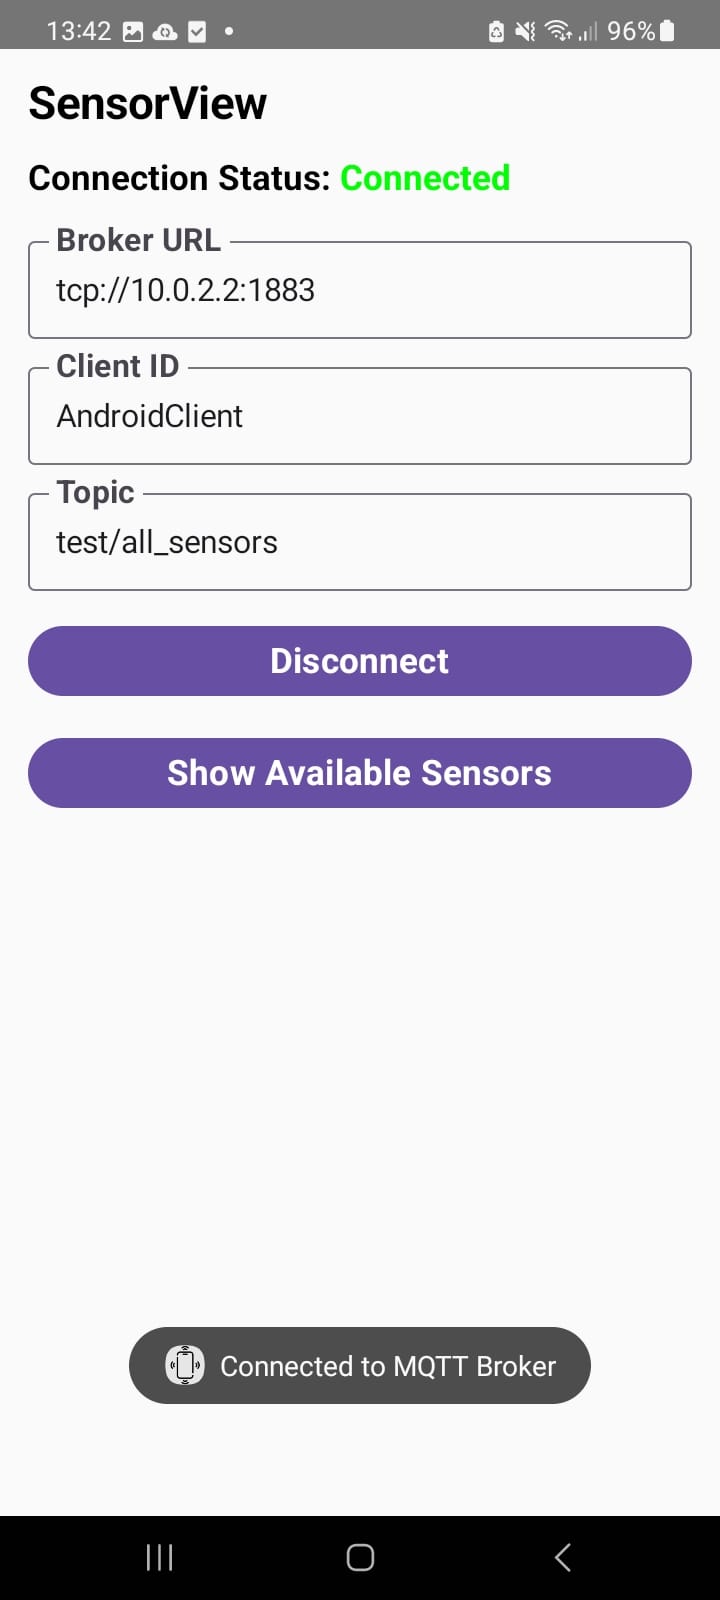 13:42
96%
SensorView
Connection Status: Connected
Broker URL
tcp://10.0.2.2:1883
Client ID
AndroidClient
Topic
test/all_sensors
Disconnect
Show Available Sensors
Connected to MQTT Broker